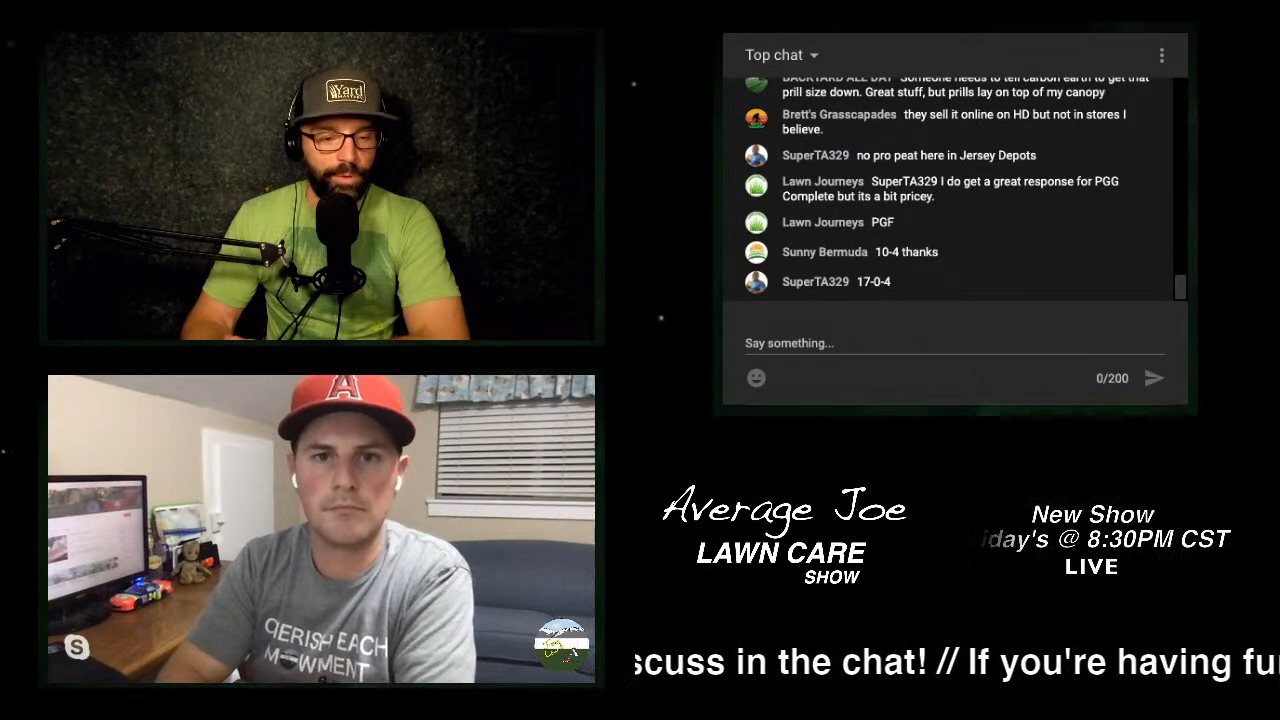 Yard
Top chat
BACKYARD ALL DAY Someone needs to tell carbon earth to get that
prill size down. Great stuff, but prills lay on top of my canopy
Brett's Grasscapades they sell it online on HD but not in stores I
believe.
SuperTA329 no pro peat here in Jersey Depots
Lawn Journeys SuperTA329 I do get a great response for PGG
Complete but its a bit pricey.
Lawn Journeys PGF
Sunny Bermuda 10-4 thanks
SuperTA329 17-0-4
Say something...
0/200
A
CHERISH EACH
MOWMENT
S
Average Joe
LAWN CARE
SHOW
New Show
iday's @ 8:30PM CST
LIVE
scuss in the chat! // If you're having fu